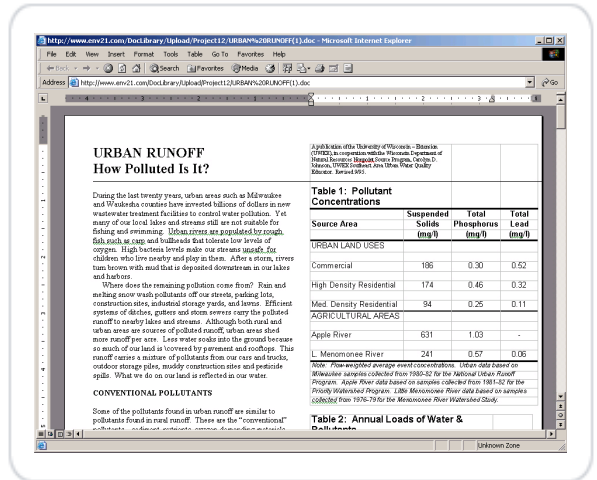 http://www.env21.com/DocLibrary/Upload/Project12/URBAN%20RUNOFF(1).doc - Microsoft Internet Explorer
File Edit View Insert Format Tools Table Go To Favorites Help
Back Search Favorites Media
Address http://www.env21.com/DocLibrary/Upload/Project12/URBAN%20RUNOFF(1).doc Go
URBAN RUNOFF
How Polluted Is It?
During the last twenty years, urban areas such as Milwaukee
and Waukesha counties have invested billions of dollars in new
wastewater treatment facilities to control water pollution. Yet
many of our local lakes and streams still are not suitable for
fishing and swimming. Urban rivers are populated by rough
fish such as carp and bullheads that tolerate low levels of
oxygen. High bacteria levels make our streams unsafe for
children who live nearby and play in them. After a storm, rivers
turn brown with mud that is deposited downstream in our lakes
and harbors.
Where does the remaining pollution come from? Rain and
melting snow wash pollutants off our streets, parking lots,
construction sites, industrial storage yards, and lawns. Efficient
systems of ditches, gutters and storm sewers carry the polluted
runoff to nearby lakes and streams. Although both rural and
urban areas are sources of polluted runoff, urban areas shed
more runoff per acre. Less water soaks into the ground because
so much of our land is \covered by pavement and rooftops. This
runoff carries a mixture of pollutants from our cars and trucks,
outdoor storage piles, muddy construction sites and pesticide
spills. What we do on our land is reflected in our water.
CONVENTIONAL POLLUTANTS
Some of the pollutants found in urban runoff are similar to
pollutants found in rural runoff. These are the "conventional"
pollutants - sediment, nutrients, oxygen-demanding materials
A publication of the University of Wisconsin – Extension
(UWEX), in cooperation with the Wisconsin Department of
Natural Resources Nonpoint Source Program, Carolyn D.
Johnson, UWEX Southeast Area Urban Water Quality
Educator. Revised 9/95.
Table 1: Pollutant
Concentrations
Source Area Suspended Solids (mg/l) Total Phosphorus (mg/l) Total Lead (mg/l)
URBAN LAND USES
Commercial 186 0.30 0.52
High Density Residential 174 0.46 0.32
Med. Density Residential 94 0.25 0.11
AGRICULTURAL AREAS
Apple River 631 1.03 -
L. Menomonee River 241 0.57 0.06
Note: Flow-weighted average event concentrations. Urban data based on
Milwaukee samples collected from 1980-82 for the National Urban Runoff
Program. Apple River data based on samples collected from 1981-82 for the
Priority Watershed Program. Little Menomonee River data based on samples
collected from 1976-79 for the Menomonee River Watershed Study.
Table 2: Annual Loads of Water &
Pollutants
Unknown Zone